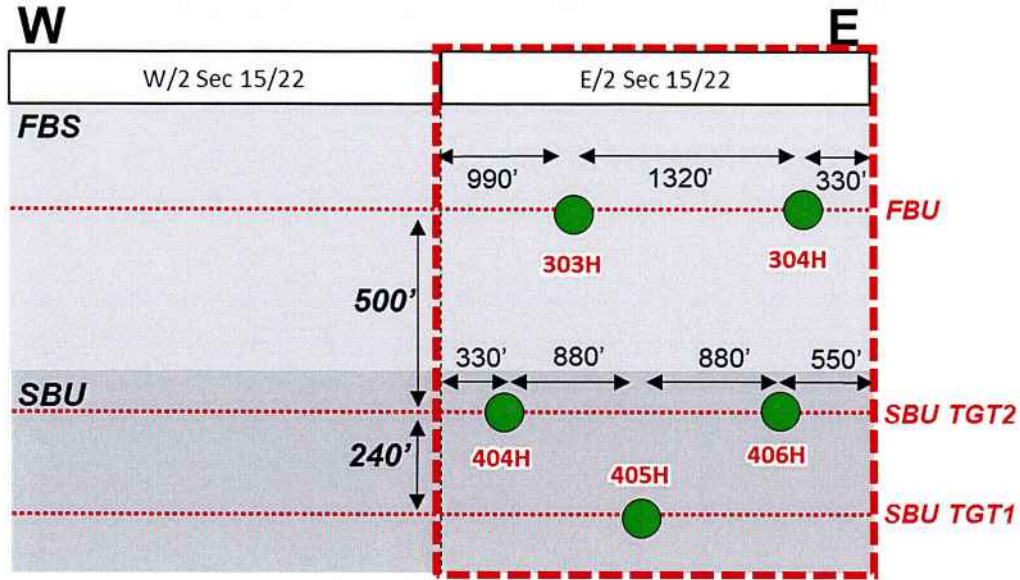 W E
W/2 Sec 15/22 E/2 Sec 15/22
FBS
990' 1320' 330'
FBU
303H 304H
500'
330' 880' 880' 550'
SBU
SBU TGT2
404H 406H
240'
405H
SBU TGT1